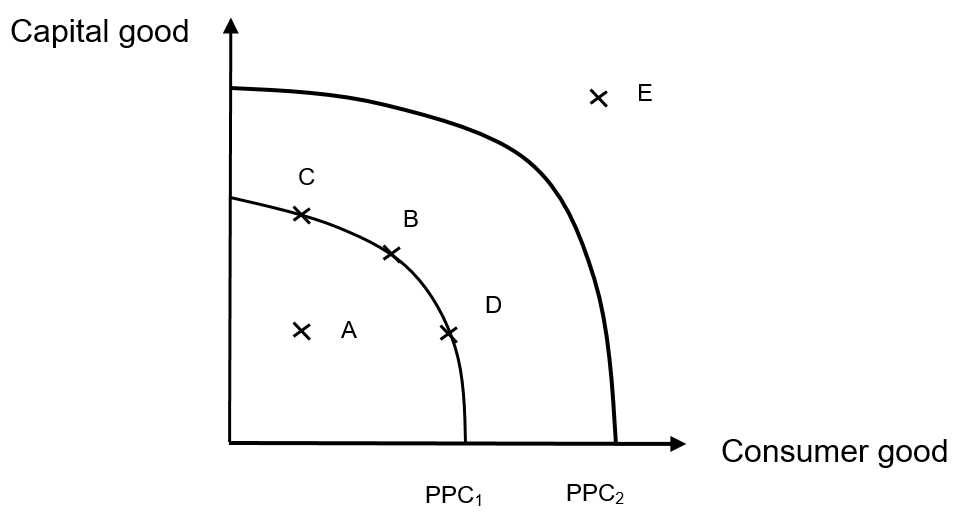 Capital good
E
C
B
D
A
Consumer good
PPC₁
PPC₂